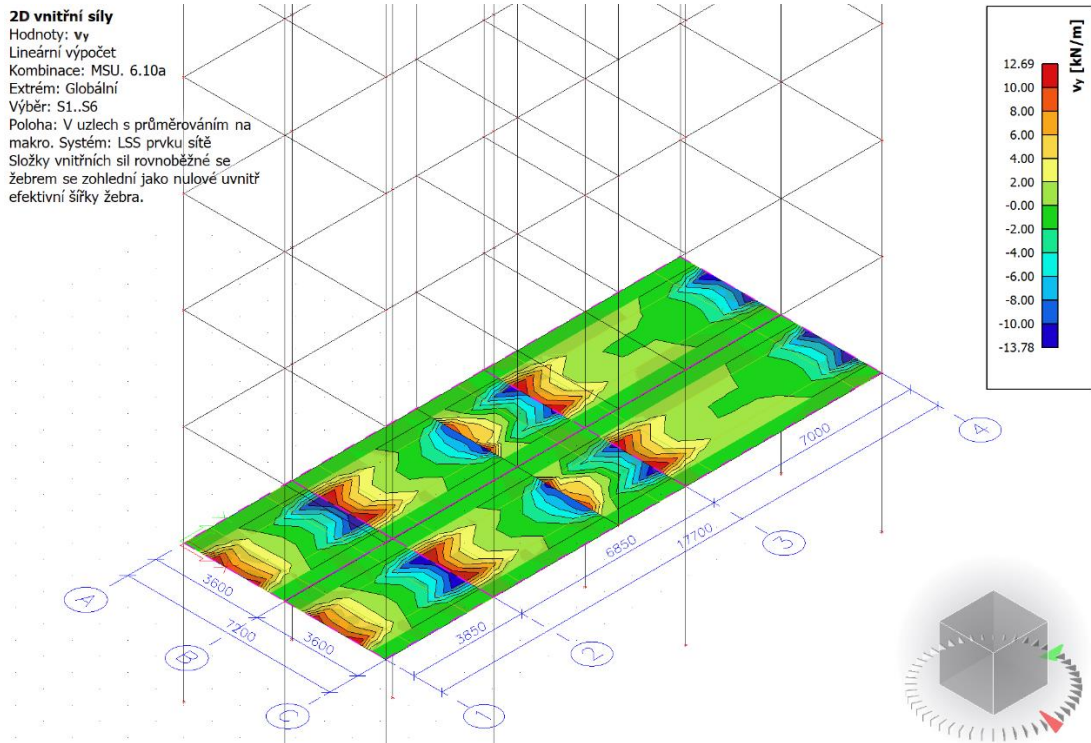 2D vnitřní síly
Hodnoty: vy
Lineární výpočet
Kombinace: MSU. 6.10a
Extrém: Globální
Výběr: S1..S6
Poloha: V uzlech s průměrováním na
makro. Systém: LSS prvku sítě
Složky vnitřních sil rovnoběžné se
žebrem se zohlední jako nulové uvnitř
efektivní šířky žebra.
vy [kN/m]
12.69
10.00
8.00
6.00
4.00
2.00
-0.00
-2.00
-4.00
-6.00
-8.00
-10.00
-13.78
7000
4
6850
17700
3
A
3600
7200
3600
3850
2
B
C
1